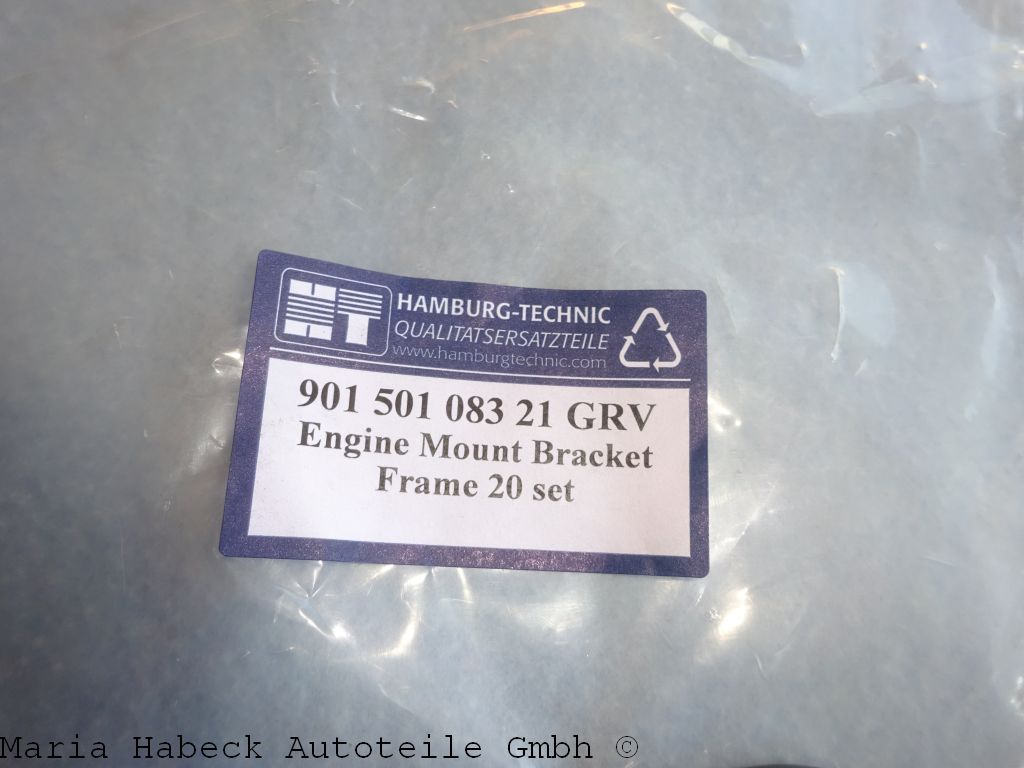 HT
HAMBURG-TECHNIC
QUALITÄTSERSATZTEILE
www.hamburgtechnic.com
901 501 083 21 GRV
Engine Mount Bracket
Frame 20 set
Maria Habeck Autoteile Gmbh ©